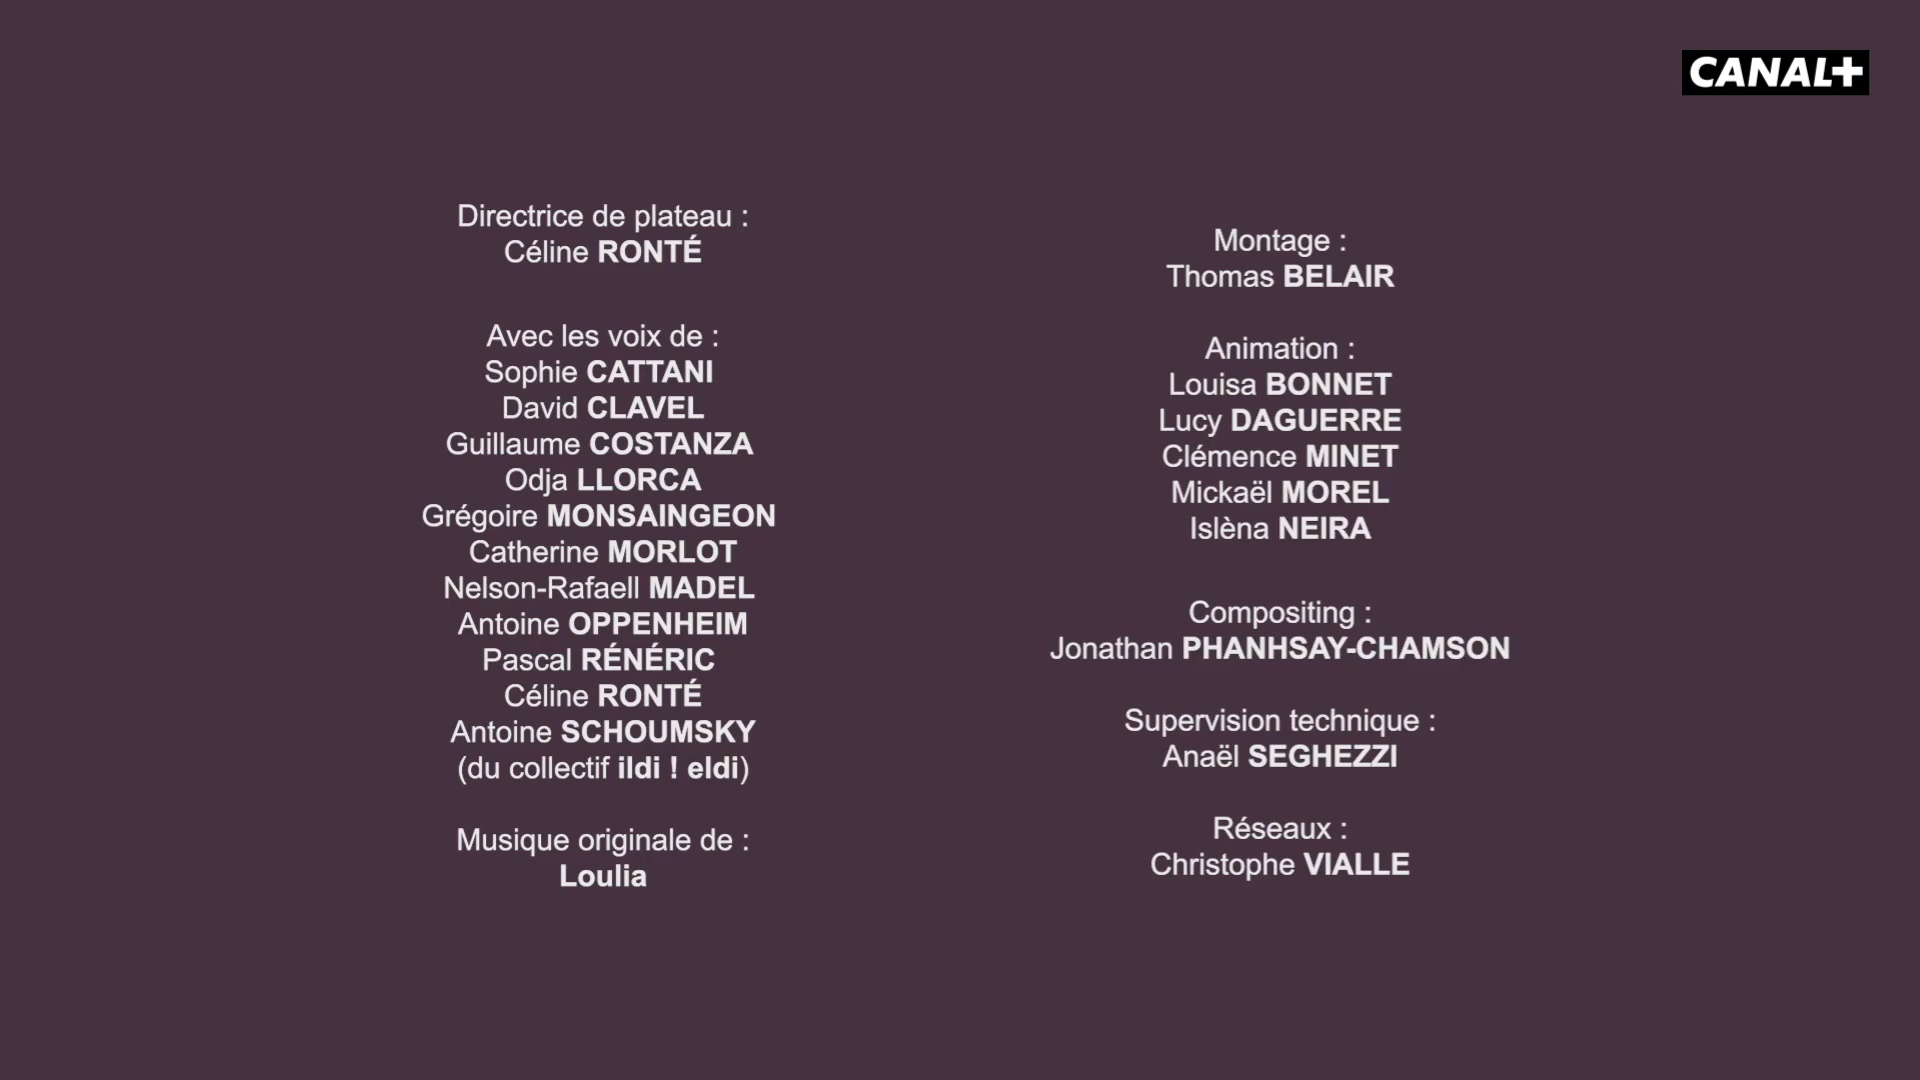 CANAL+
Directrice de plateau :
Céline RONTÉ
Avec les voix de :
Sophie CATTANI
David CLAVEL
Guillaume COSTANZA
Odja LLORCA
Grégoire MONSAINGEON
Catherine MORLOT
Nelson-Rafaell MADEL
Antoine OPPENHEIM
Pascal RÉNÉRIC
Céline RONTÉ
Antoine SCHOUMSKY
(du collectif ildi ! eldi)
Musique originale de :
Loulia
Montage :
Thomas BELAIR
Animation :
Louisa BONNET
Lucy DAGUERRE
Clémence MINET
Mickaël MOREL
Islèna NEIRA
Compositing :
Jonathan PHANHSAY-CHAMSON
Supervision technique :
Anaël SEGHEZZI
Réseaux :
Christophe VIALLE